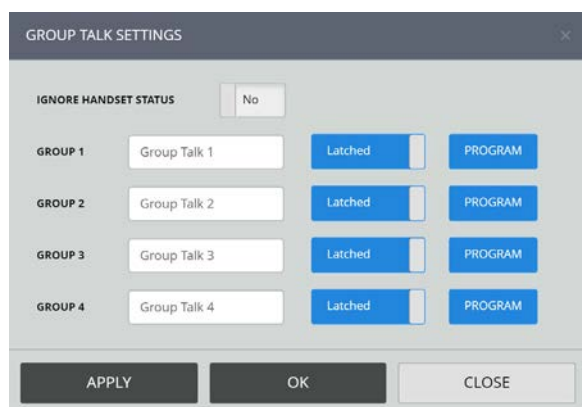 GROUP TALK SETTINGS ×
IGNORE HANDSET STATUS No
GROUP 1 Group Talk 1 Latched PROGRAM
GROUP 2 Group Talk 2 Latched PROGRAM
GROUP 3 Group Talk 3 Latched PROGRAM
GROUP 4 Group Talk 4 Latched PROGRAM
APPLY OK CLOSE